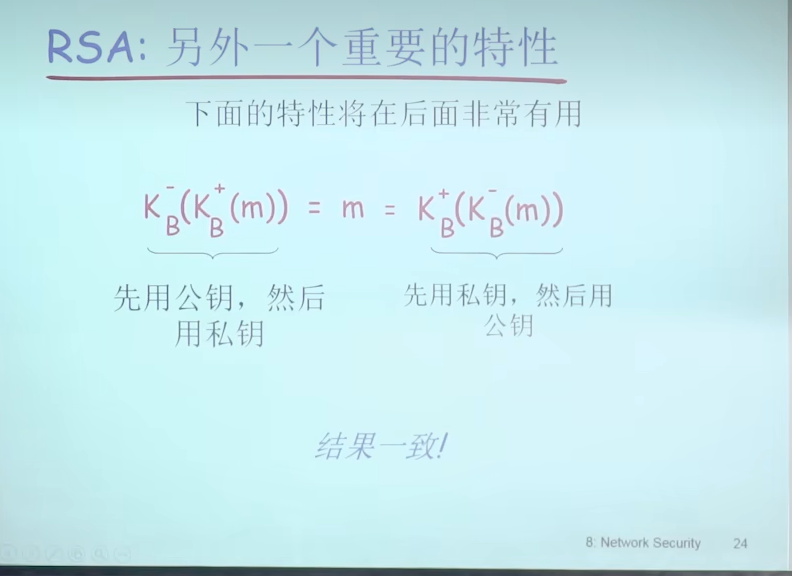 RSA: 另外一个重要的特性
下面的特性将在后面非常有用
K_B^-(K_B^+(m)) = m = K_B^+(K_B^-(m))
先用公钥，然后
用私钥
先用私钥，然后用
公钥
结果一致!
8: Network Security 24